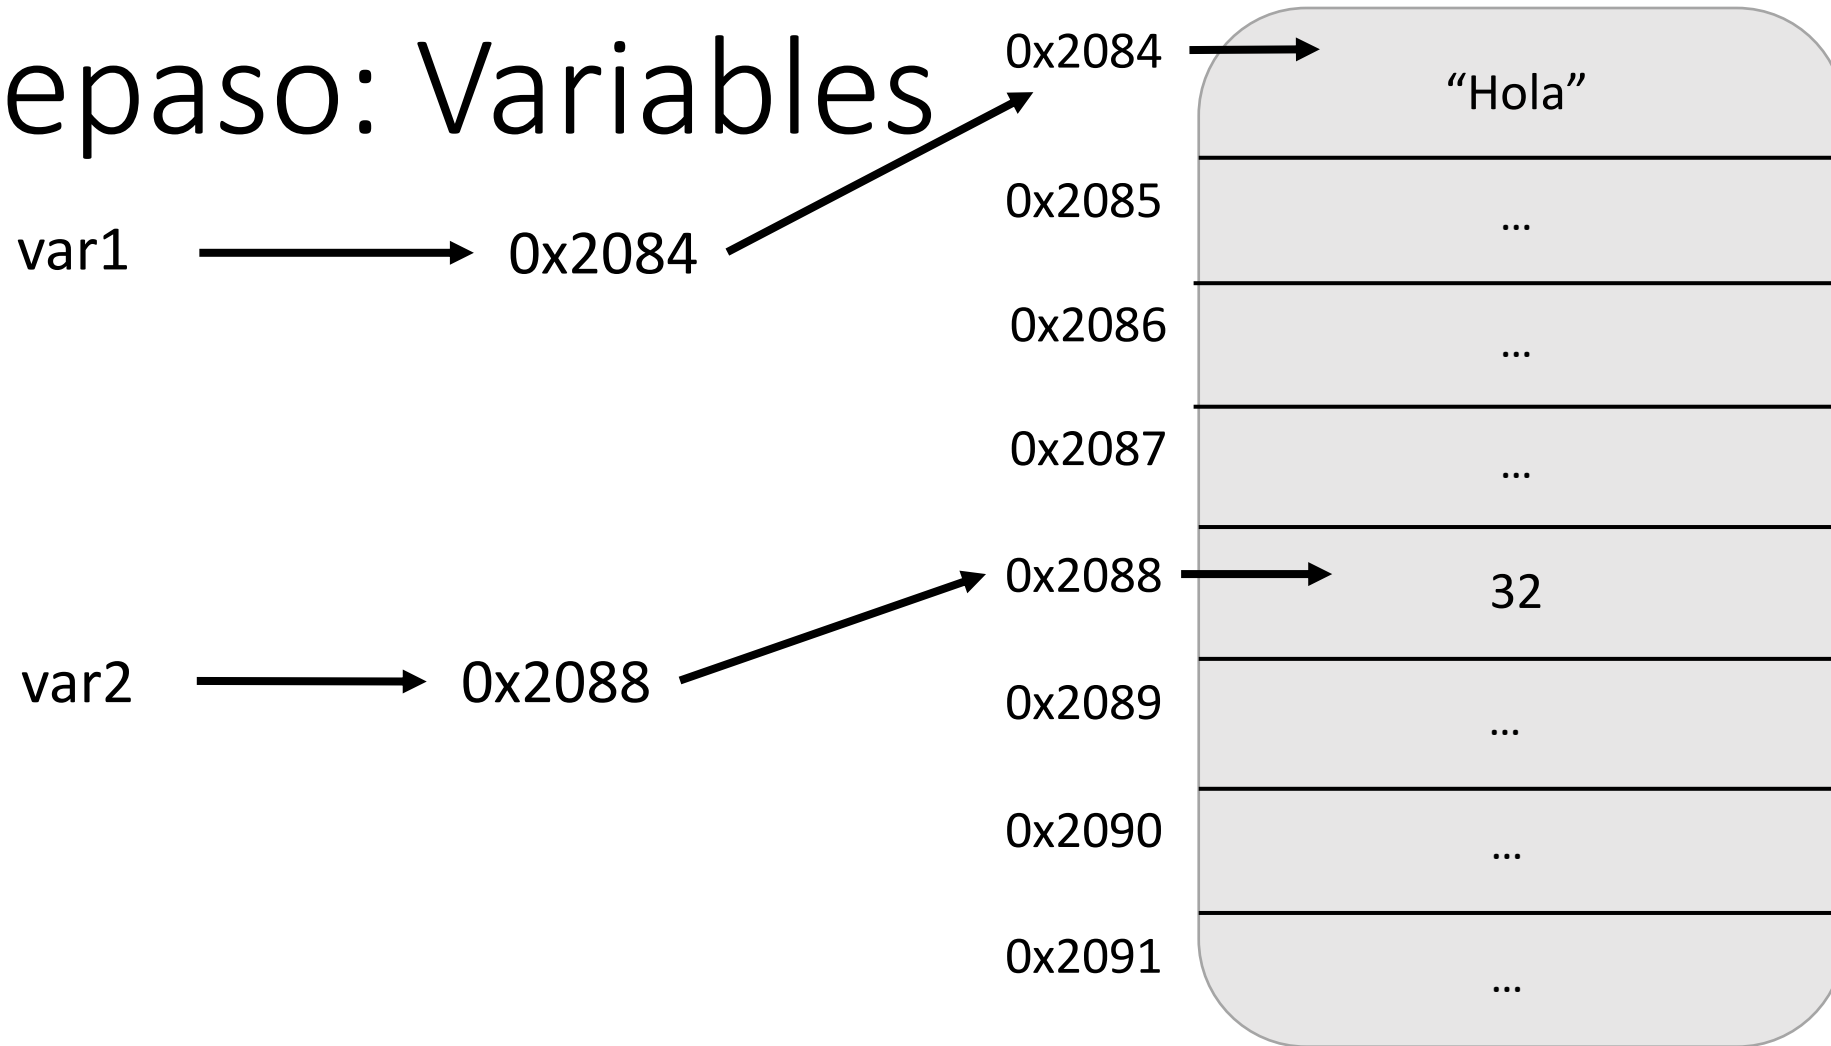 epaso: Variables
var1
0x2084
var2
0x2088
0x2084
“Hola”
0x2085
...
0x2086
...
0x2087
...
0x2088
32
0x2089
...
0x2090
...
0x2091
...